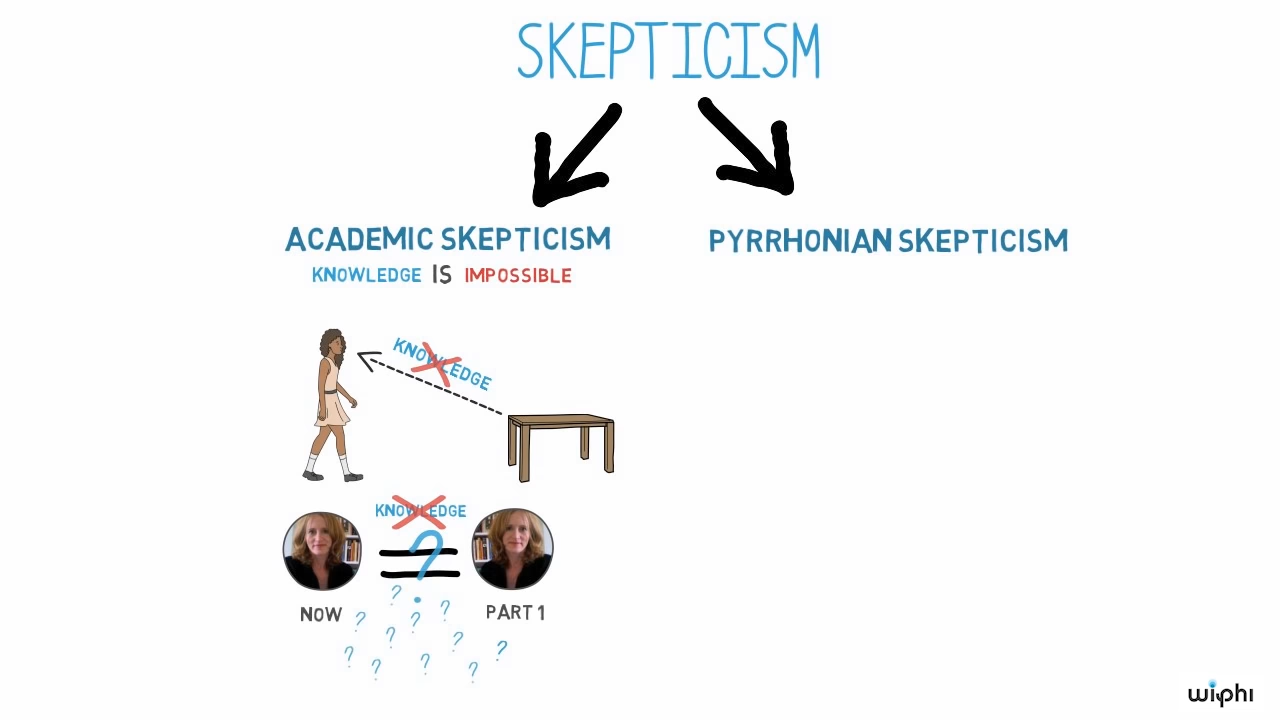 SKEPTICISM
ACADEMIC SKEPTICISM
KNOWLEDGE IS IMPOSSIBLE
PYRRHONIAN SKEPTICISM
KNOWLEDGE
KNOWLEDGE
?
NOW
PART 1
? ? ? ? ? ? ? ? ? ? ?
wiphi